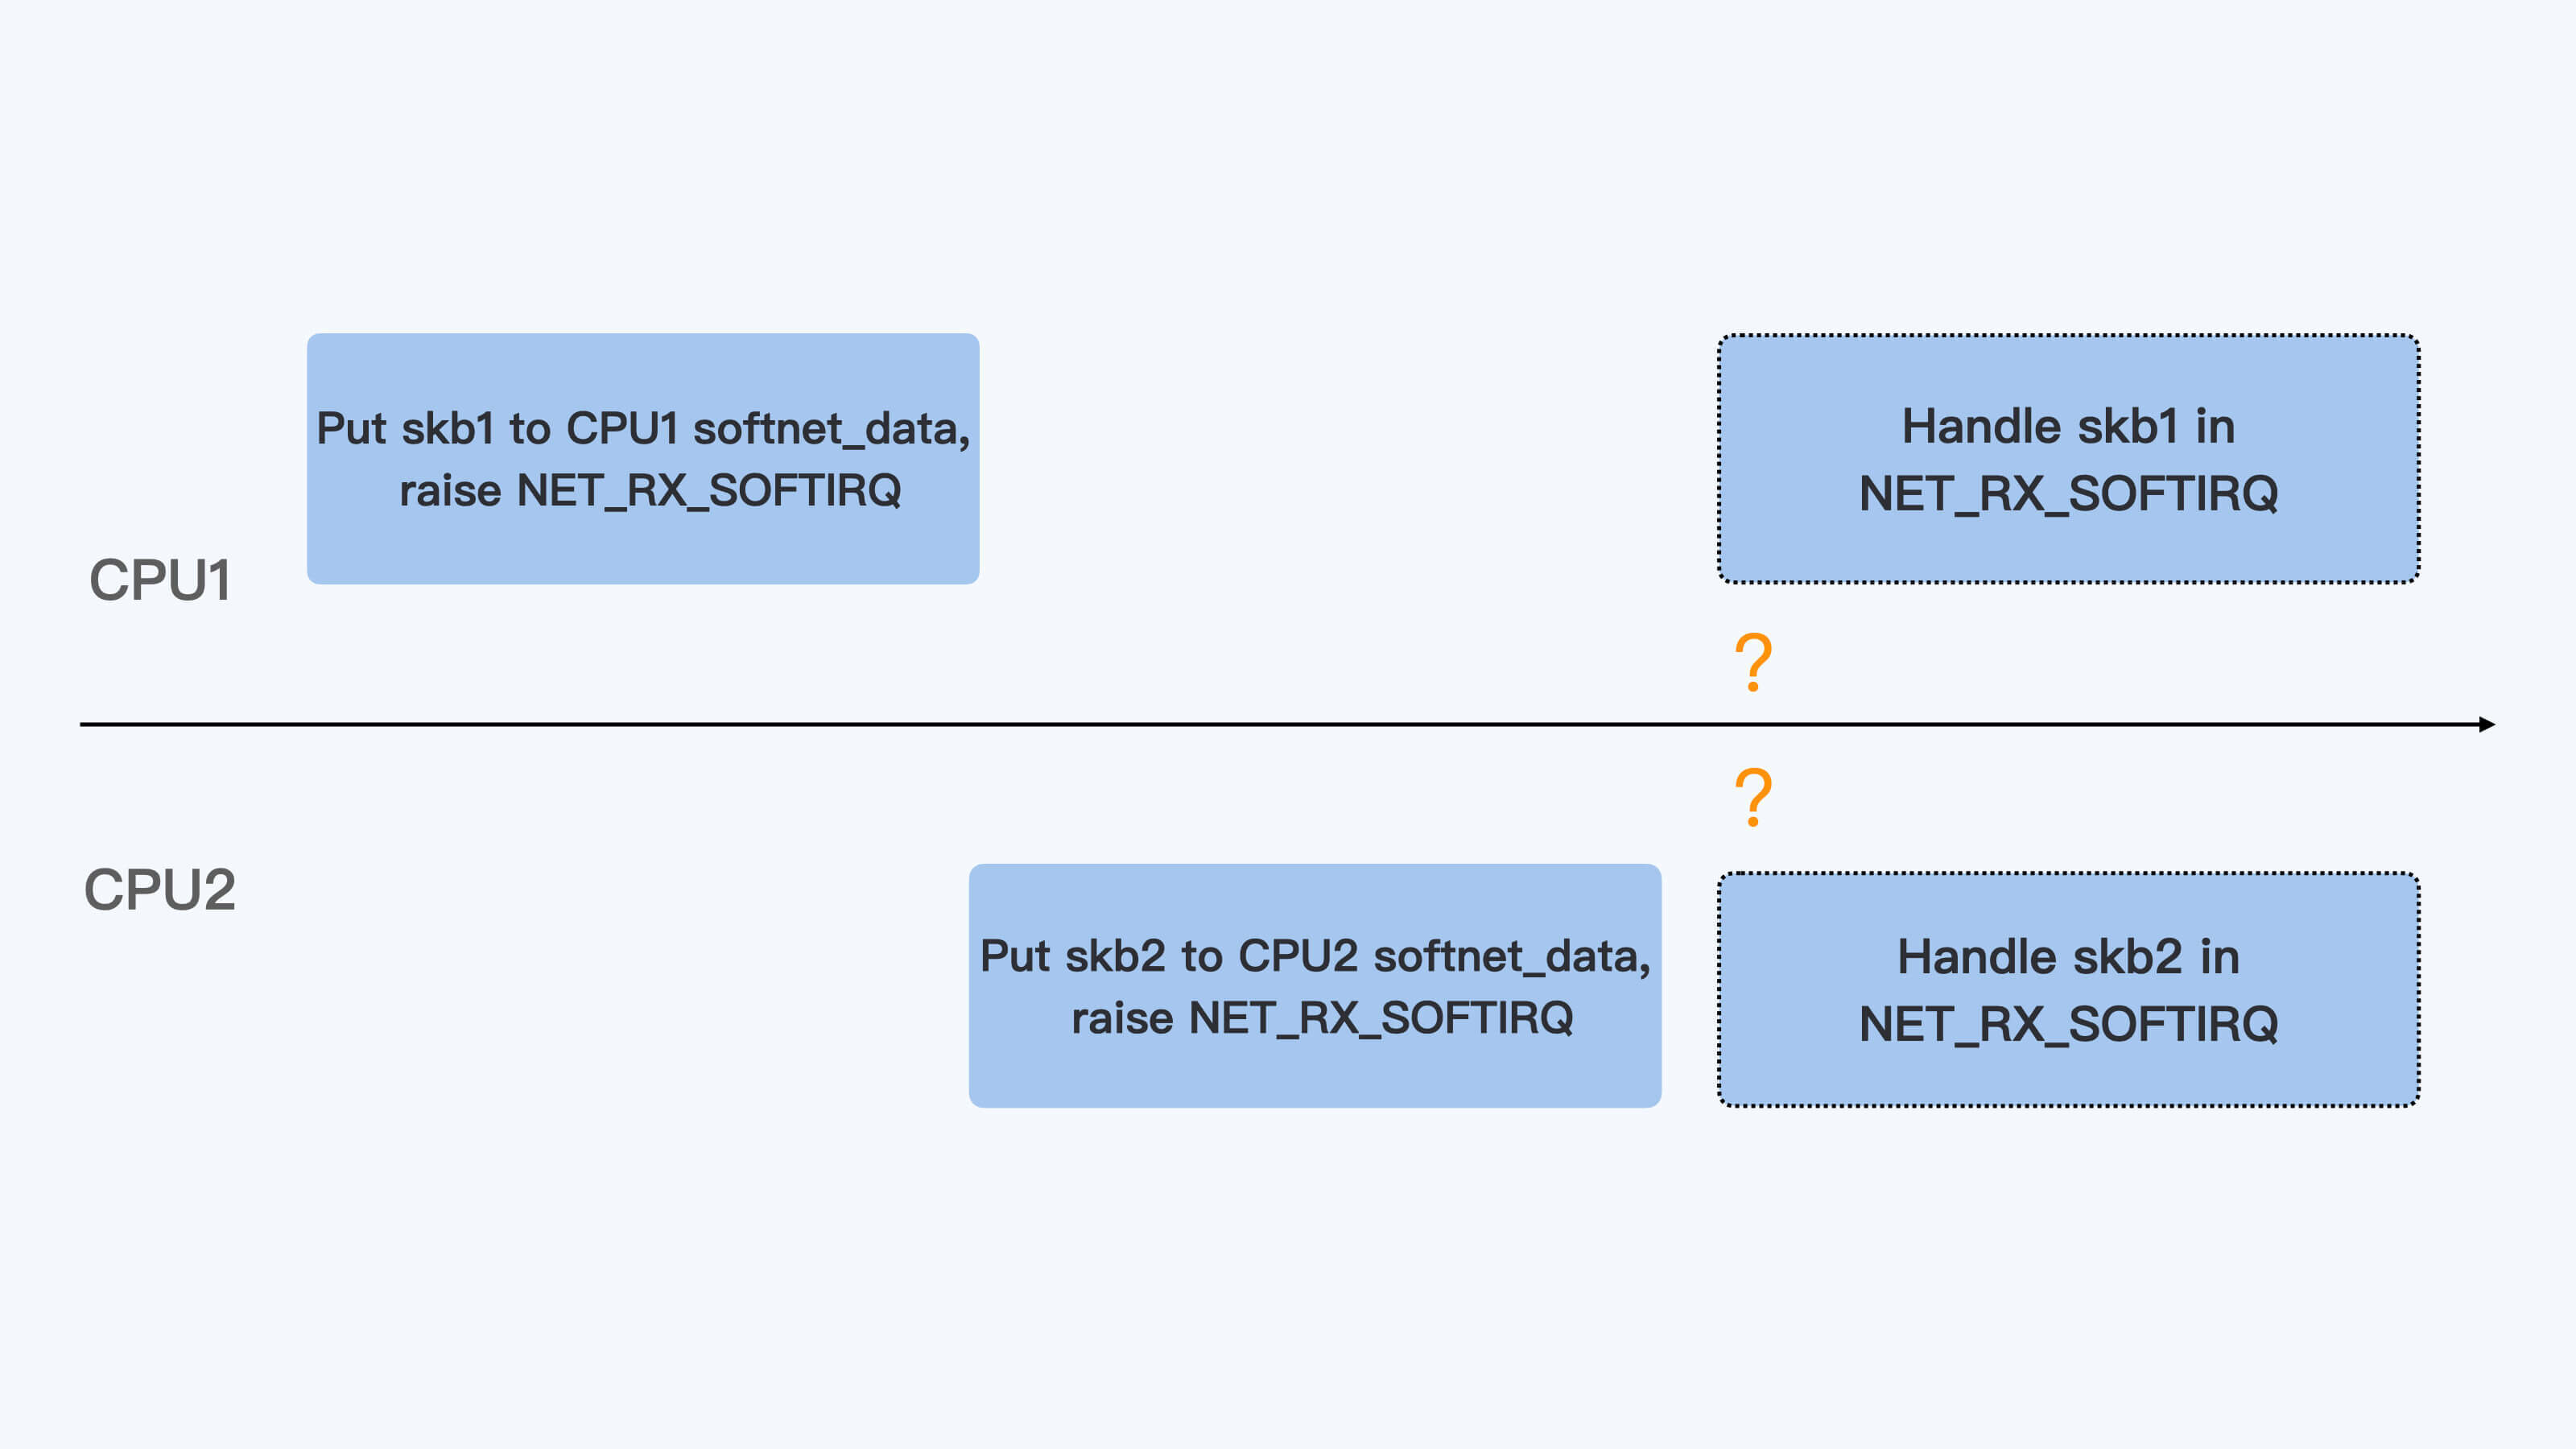 Put skb1 to CPU1 softnet_data,
raise NET_RX_SOFTIRQ
Handle skb1 in
NET_RX_SOFTIRQ
CPU1
?
?
CPU2
Put skb2 to CPU2 softnet_data,
raise NET_RX_SOFTIRQ
Handle skb2 in
NET_RX_SOFTIRQ